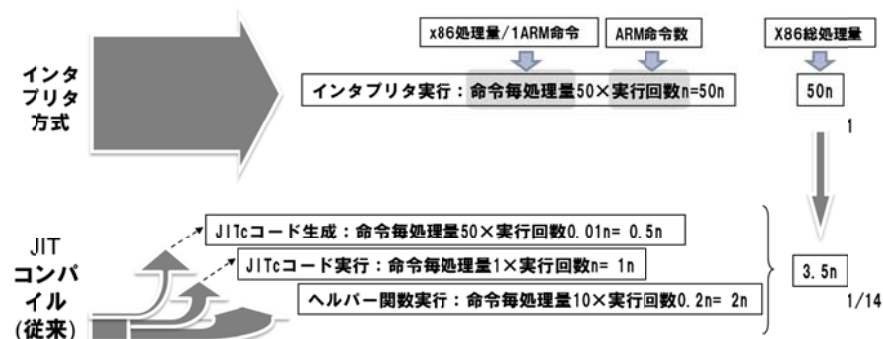 x86処理量/1ARM命令
ARM命令数
X86総処理量
インタ
プリタ
方式
インタプリタ実行：命令毎処理量50×実行回数n=50n
50n
1
JIT
コンパ
イル
(従来)
JITcコード生成：命令毎処理量50×実行回数0.01n= 0.5n
JITcコード実行：命令毎処理量1×実行回数n= 1n
ヘルパー関数実行：命令毎処理量10×実行回数0.2n= 2n
3.5n
1/14